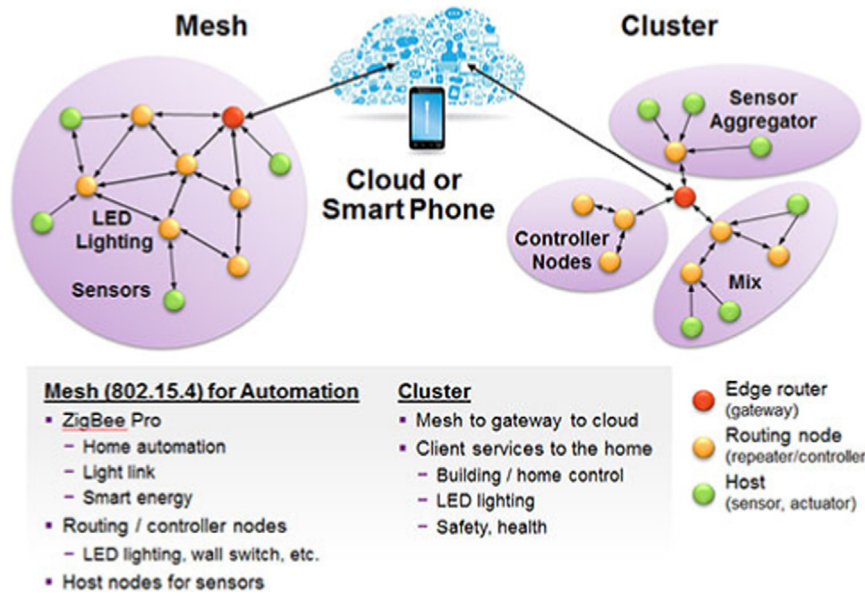 Mesh
Cluster
Sensor
Aggregator
Cloud or
Smart Phone
LED
Lighting
Controller
Nodes
Sensors
Mix
Mesh (802.15.4) for Automation
ZigBee Pro
– Home automation
– Light link
– Smart energy
Routing / controller nodes
– LED lighting, wall switch, etc.
Host nodes for sensors
Cluster
Mesh to gateway to cloud
Client services to the home
– Building / home control
– LED lighting
– Safety, health
Edge router
(gateway)
Routing node
(repeater/controller
Host
(sensor, actuator)